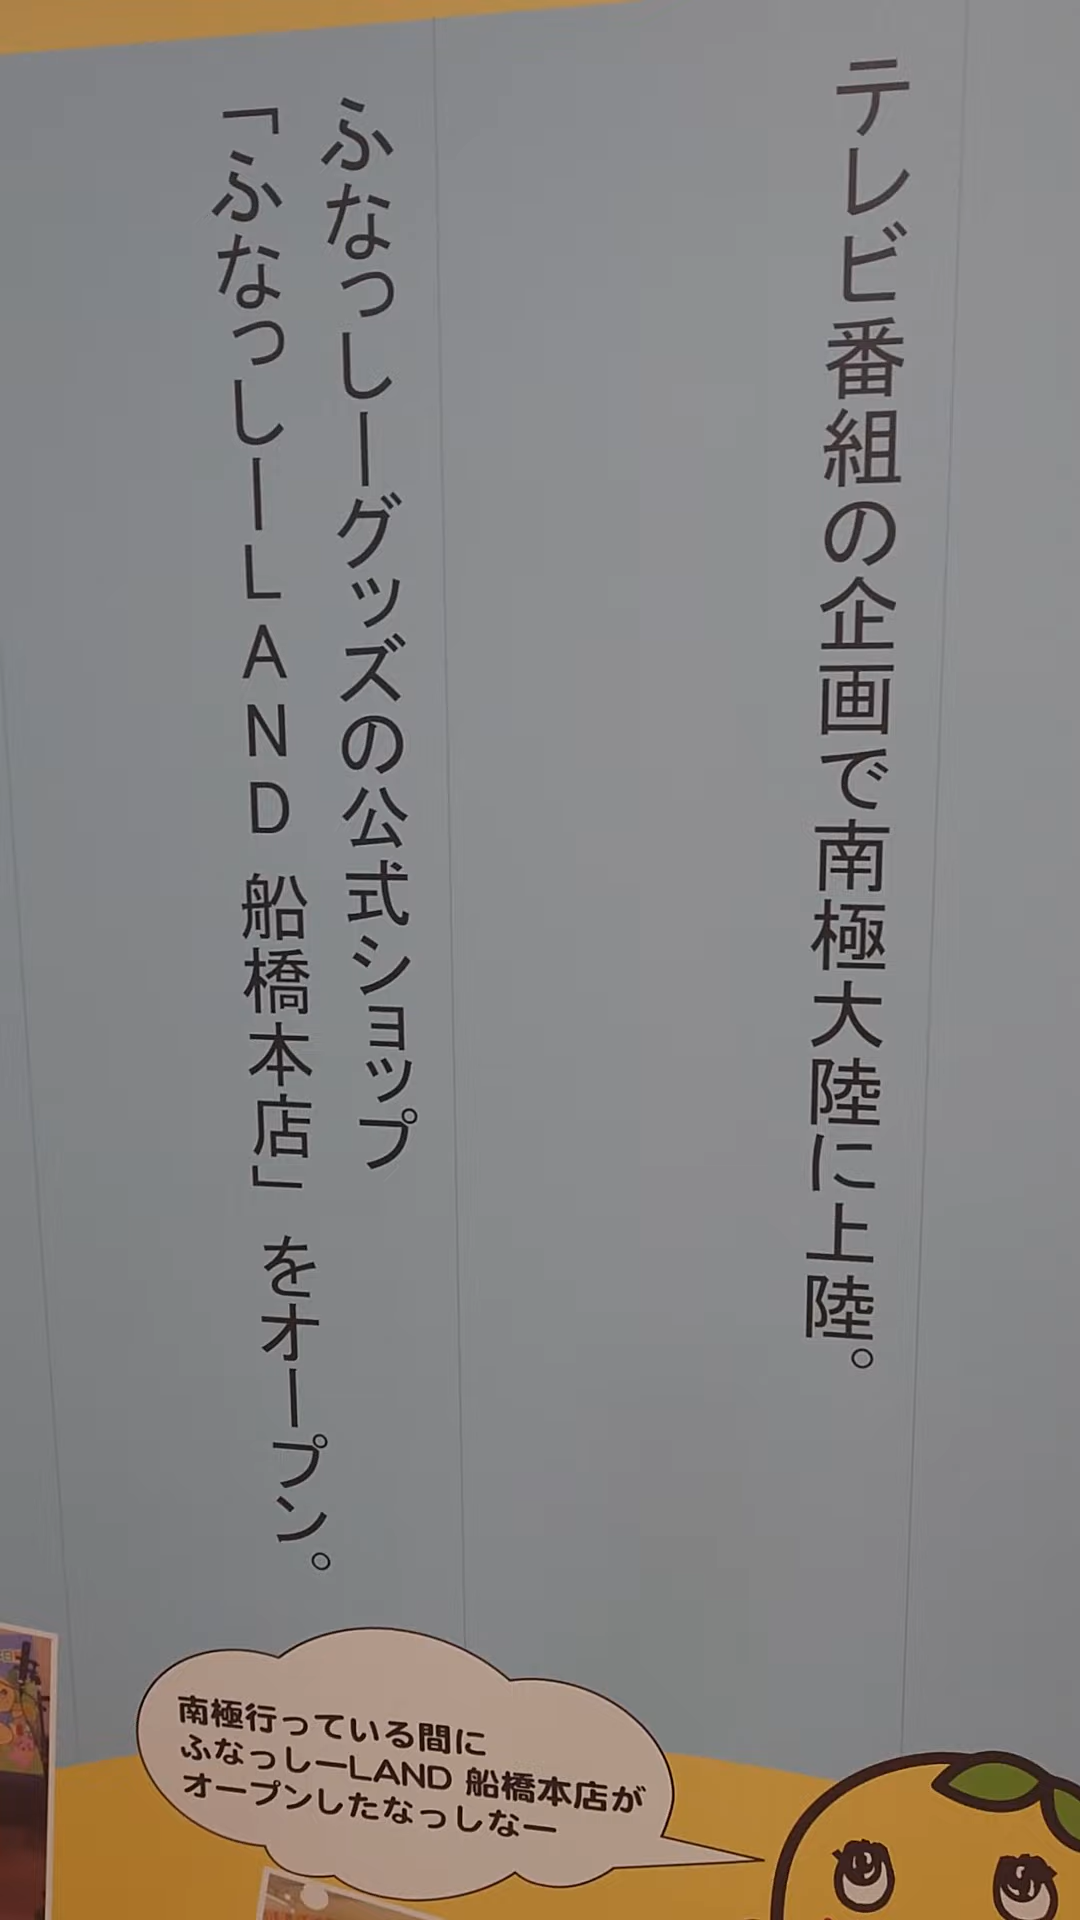 テレビ番組の企画で南極大陸に上陸。
ふなっしーグッズの公式ショップ
「ふなっしーLAND 船橋本店」をオープン。
南極行っている間に
ふなっしーLAND 船橋本店が
オープンしたなっしなー